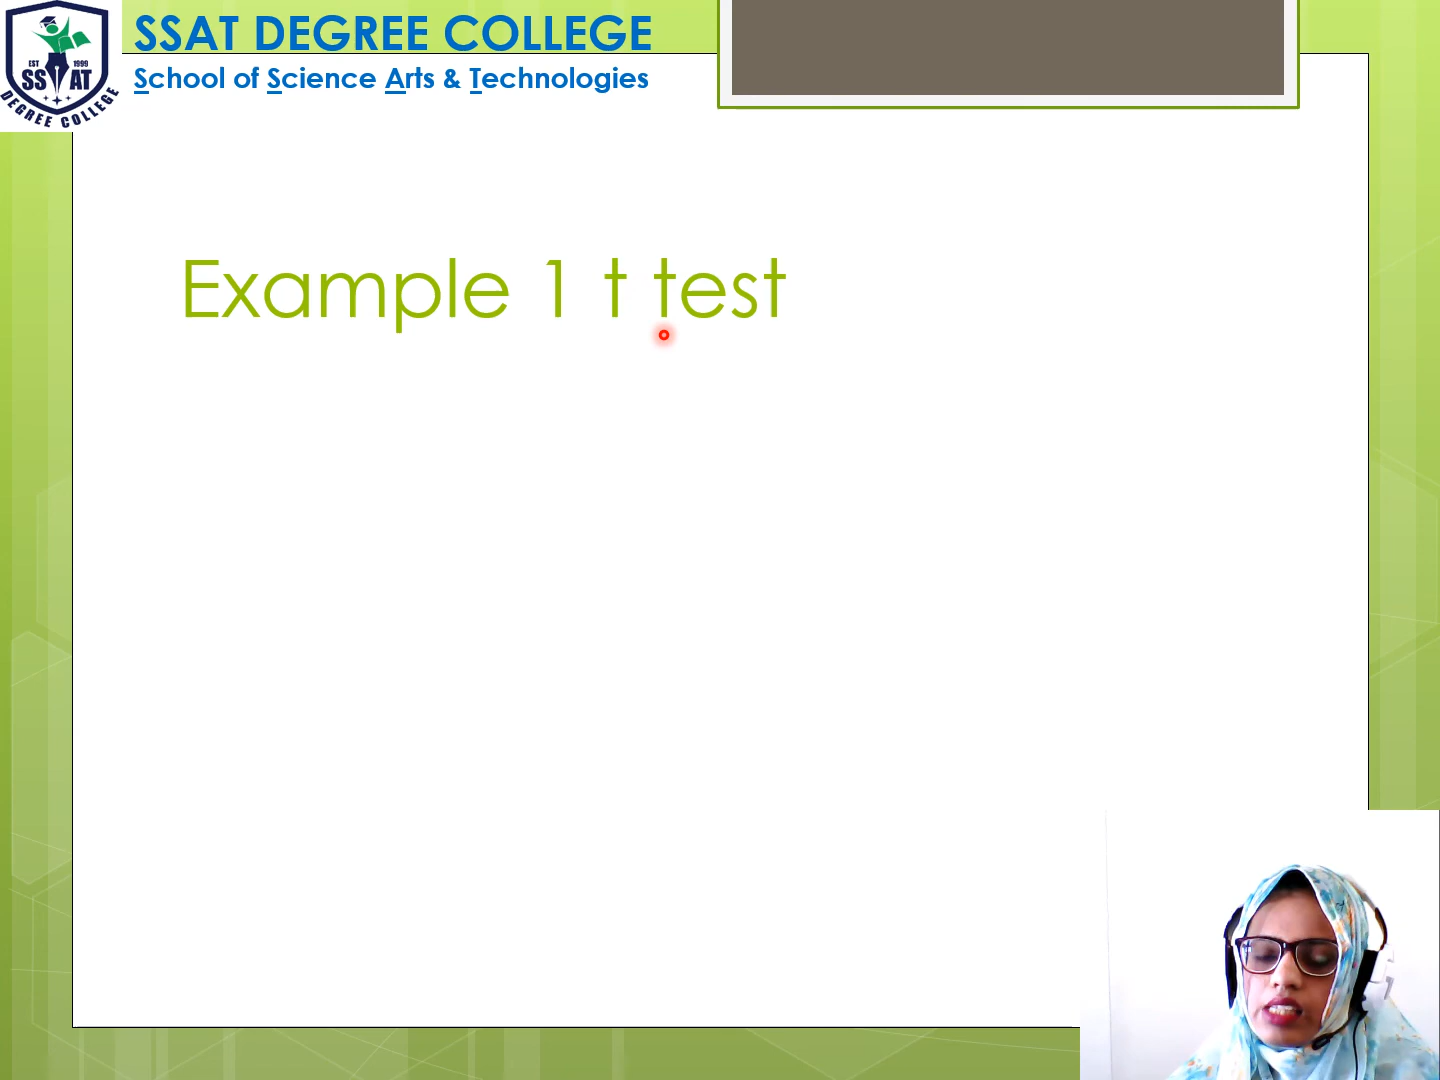 SSAT DEGREE COLLEGE
School of Science Arts & Technologies
EST 1999
SS AT
DEGREE COLLEGE
Example 1 t test